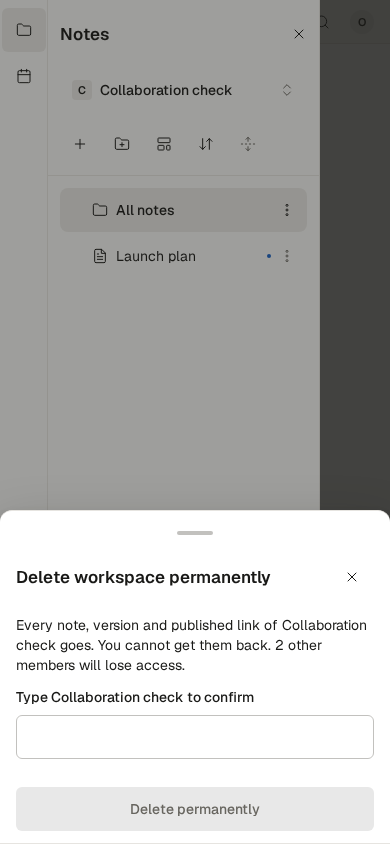 Notes
O
C Collaboration check
All notes
Launch plan
Delete workspace permanently
Every note, version and published link of Collaboration
check goes. You cannot get them back. 2 other
members will lose access.
Type Collaboration check to confirm
Delete permanently